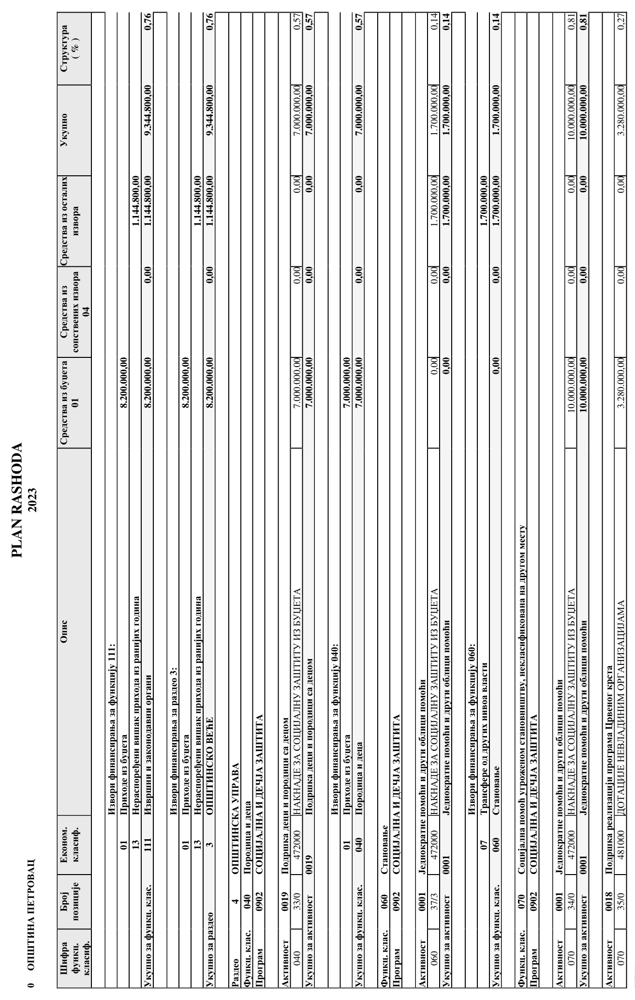 PLAN RASHODA
2023
0 ОПШТИНА ПЕТРОВАЦ
Шифра функц. класиф. Број позиције Економ. класиф. Опис Средства из буџета 01 Средства из сопствених извора 04 Средства из осталих извора Укупно Структура ( % )
Извори финансирања за функцију 111:
01 Приходе из буџета 8.200.000,00
13 Нераспоређени вишак прихода из ранијих година 1.144.800,00
Укупно за функц. клас. 111 Извршни и законодавни органи 8.200.000,00 0,00 1.144.800,00 9.344.800,00 0,76
Извори финансирања за раздео 3:
01 Приходе из буџета 8.200.000,00
13 Нераспоређени вишак прихода из ранијих година 1.144.800,00
Укупно за раздео 3 ОПШТИНСКО ВЕЋЕ 8.200.000,00 0,00 1.144.800,00 9.344.800,00 0,76
Раздео 4 ОПШТИНСКА УПРАВА
Функц. клас. 040 Породица и деца
Програм 0902 СОЦИЈАЛНА И ДЕЧЈА ЗАШТИТА
Активност 0019 Подршка деци и породици са децом
040 33/0 472000 НАКНАДЕ ЗА СОЦИЈАЛНУ ЗАШТИТУ ИЗ БУЏЕТА 7.000.000,00 0,00 0,00 7.000.000,00 0,57
Укупно за активност 0019 Подршка деци и породици са децом 7.000.000,00 0,00 0,00 7.000.000,00 0,57
Извори финансирања за функцију 040:
01 Приходе из буџета 7.000.000,00
Укупно за функц. клас. 040 Породица и деца 7.000.000,00 0,00 0,00 7.000.000,00 0,57
Функц. клас. 060 Становање
Програм 0902 СОЦИЈАЛНА И ДЕЧЈА ЗАШТИТА
Активност 0001 Једнократне помоћи и други облици помоћи
060 37/3 472000 НАКНАДЕ ЗА СОЦИЈАЛНУ ЗАШТИТУ ИЗ БУЏЕТА 0,00 0,00 1.700.000,00 1.700.000,00 0,14
Укупно за активност 0001 Једнократне помоћи и други облици помоћи 0,00 0,00 1.700.000,00 1.700.000,00 0,14
Извори финансирања за функцију 060:
07 Трансфере од других нивоа власти 1.700.000,00
Укупно за функц. клас. 060 Становање 0,00 0,00 1.700.000,00 1.700.000,00 0,14
Функц. клас. 070 Социјална помоћ угроженом становништву, некласификована на другом месту
Програм 0902 СОЦИЈАЛНА И ДЕЧЈА ЗАШТИТА
Активност 0001 Једнократне помоћи и други облици помоћи
070 34/0 472000 НАКНАДЕ ЗА СОЦИЈАЛНУ ЗАШТИТУ ИЗ БУЏЕТА 10.000.000,00 0,00 0,00 10.000.000,00 0,81
Укупно за активност 0001 Једнократне помоћи и други облици помоћи 10.000.000,00 0,00 0,00 10.000.000,00 0,81
Активност 0018 Подршка реализацији програма Црвеног крста
070 35/0 481000 ДОТАЦИЈЕ НЕВЛАДИНИМ ОРГАНИЗАЦИЈАМА 3.280.000,00 0,00 0,00 3.280.000,00 0,27